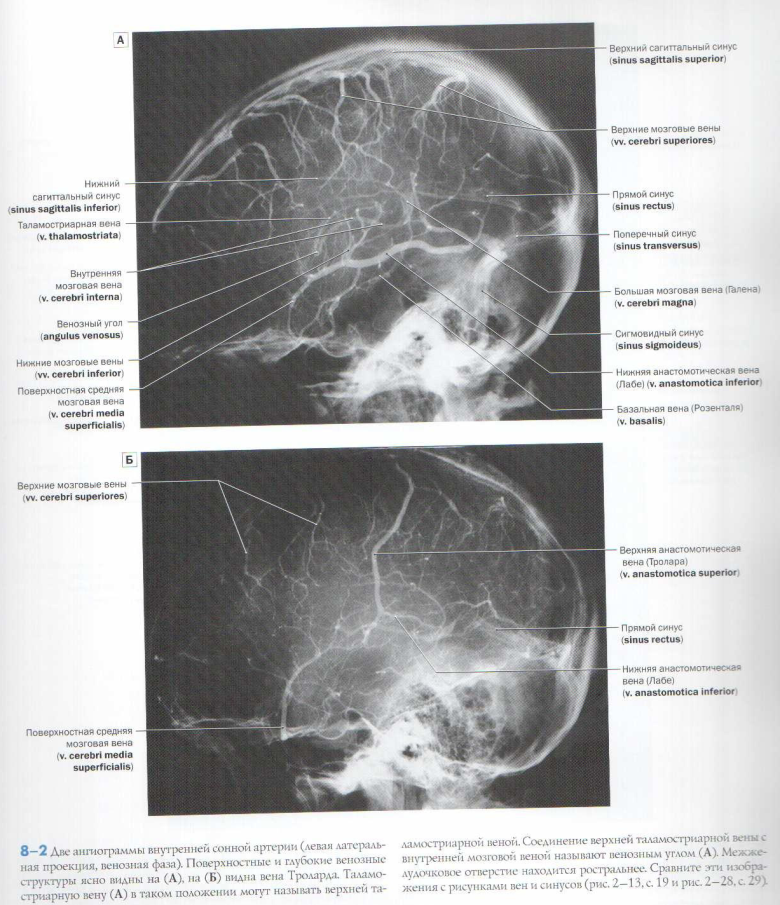 А
Верхний сагиттальный синус
(sinus sagittalis superior)
Верхние мозговые вены
(vv. cerebri superiores)
Нижний
сагиттальный синус
(sinus sagittalis inferior)
Таламостриарная вена
(v. thalamostriata)
Внутренняя
мозговая вена
(v. cerebri interna)
Венозный угол
(angulus venosus)
Нижние мозговые вены
(vv. cerebri inferior)
Поверхностная средняя
мозговая вена
(v. cerebri media
superficialis)
Прямой синус
(sinus rectus)
Поперечный синус
(sinus transversus)
Большая мозговая вена (Галена)
(v. cerebri magna)
Сигмовидный синус
(sinus sigmoideus)
Нижняя анастомотическая вена
(Лабе) (v. anastomotica inferior)
Базальная вена (Розенталя)
(v. basalis)
Б
Верхние мозговые вены
(vv. cerebri superiores)
Верхняя анастомотическая
вена (Тролара)
(v. anastomotica superior)
Прямой синус
(sinus rectus)
Нижняя анастомотическая
вена (Лабе)
(v. anastomotica inferior)
Поверхностная средняя
мозговая вена
(v. cerebri media
superficialis)
8–2 Две ангиограммы внутренней сонной артерии (левая латераль-
ная проекция, венозная фаза). Поверхностные и глубокие венозные
структуры ясно видны на (А), на (Б) видна вена Троларда. Таламо-
стриарную вену (А) в таком положении могут называть верхней та-
ламостриарной веной. Соединение верхней таламостриарной вены с
внутренней мозговой веной называют венозным углом (А). Межже-
лудочковое отверстие находится ростральнее. Сравните эти изобра-
жения с рисунками вен и синусов (рис. 2–13, с. 19 и рис. 2–28, с. 29).